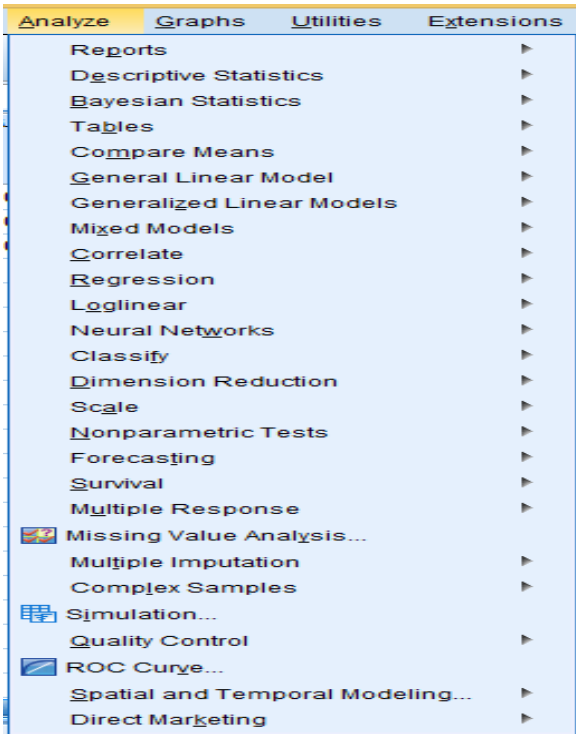 Analyze Graphs Utilities Extensions
Reports
Descriptive Statistics
Bayesian Statistics
Tables
Compare Means
General Linear Model
Generalized Linear Models
Mixed Models
Correlate
Regression
Loglinear
Neural Networks
Classify
Dimension Reduction
Scale
Nonparametric Tests
Forecasting
Survival
Multiple Response
Missing Value Analysis...
Multiple Imputation
Complex Samples
Simulation...
Quality Control
ROC Curve...
Spatial and Temporal Modeling...
Direct Marketing